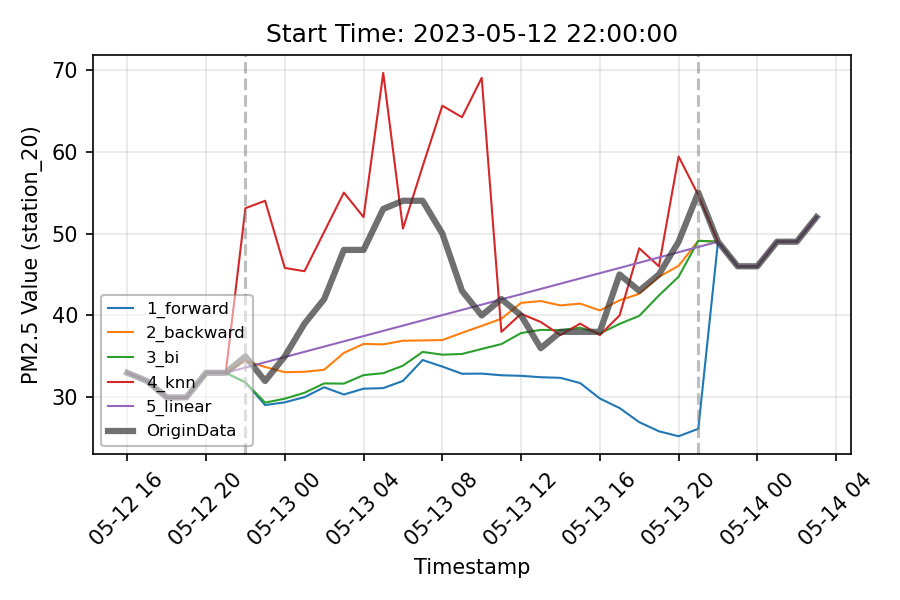 Start Time: 2023-05-12 22:00:00
PM2.5 Value (station_20)
70
60
50
40
30
1_forward
2_backward
3_bi
4_knn
5_linear
OriginData
05-12 16
05-12 20
05-13 00
05-13 04
05-13 08
05-13 12
05-13 16
05-13 20
05-14 00
05-14 04
Timestamp